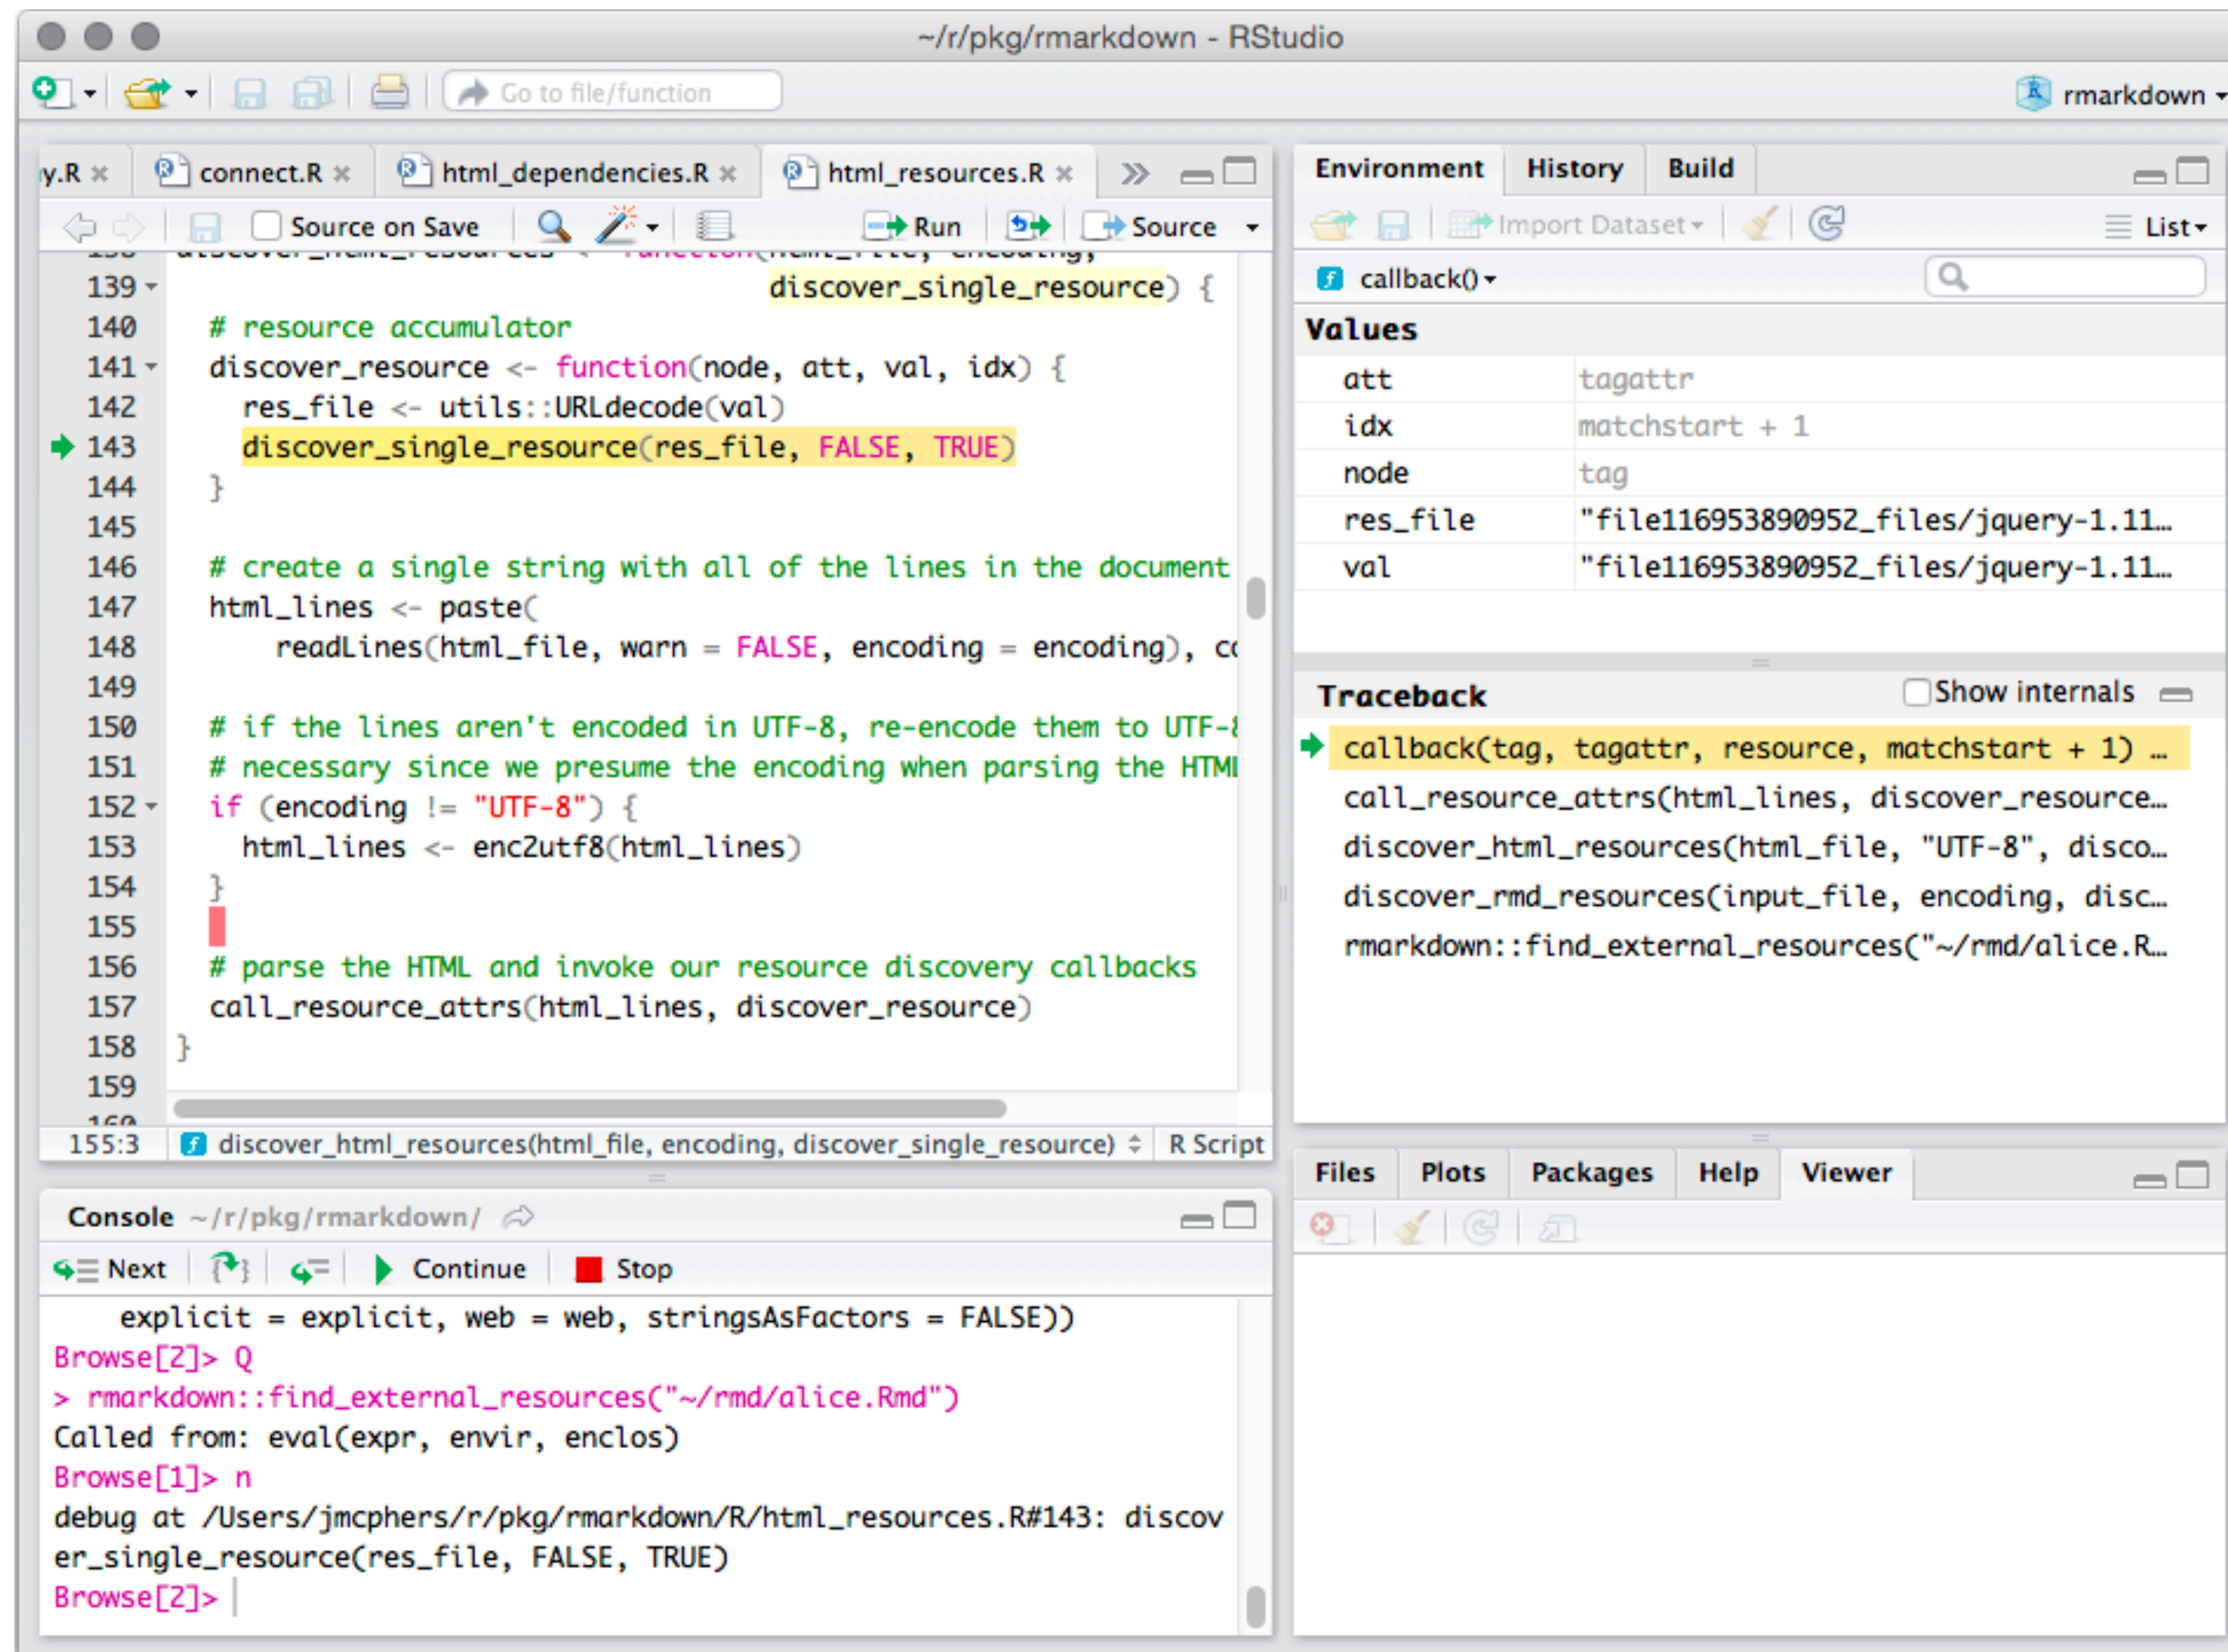 ~/r/pkg/rmarkdown - RStudio
Go to file/function
rmarkdown
y.R
connect.R
html_dependencies.R
html_resources.R
Source on Save
Run
Source
139 discover_single_resource) {
140 # resource accumulator
141 discover_resource <- function(node, att, val, idx) {
142 res_file <- utils::URLdecode(val)
143 discover_single_resource(res_file, FALSE, TRUE)
144 }
145
146 # create a single string with all of the lines in the document
147 html_lines <- paste(
148 readLines(html_file, warn = FALSE, encoding = encoding), co
149
150 # if the lines aren't encoded in UTF-8, re-encode them to UTF-8
151 # necessary since we presume the encoding when parsing the HTML
152 if (encoding != "UTF-8") {
153 html_lines <- enc2utf8(html_lines)
154 }
155
156 # parse the HTML and invoke our resource discovery callbacks
157 call_resource_attrs(html_lines, discover_resource)
158 }
159
155:3 discover_html_resources(html_file, encoding, discover_single_resource) R Script
Console ~/r/pkg/rmarkdown/
Next
Continue
Stop
explicit = explicit, web = web, stringsAsFactors = FALSE))
Browse[2]> Q
> rmarkdown::find_external_resources("~/rmd/alice.Rmd")
Called from: eval(expr, envir, enclos)
Browse[1]> n
debug at /Users/jmcphers/r/pkg/rmarkdown/R/html_resources.R#143: discov
er_single_resource(res_file, FALSE, TRUE)
Browse[2]>
Environment
History
Build
Import Dataset
List
callback()
Values
att tagattr
idx matchstart + 1
node tag
res_file "file116953890952_files/jquery-1.11…
val "file116953890952_files/jquery-1.11…
Traceback
Show internals
callback(tag, tagattr, resource, matchstart + 1) …
call_resource_attrs(html_lines, discover_resource…
discover_html_resources(html_file, "UTF-8", disco…
discover_rmd_resources(input_file, encoding, disc…
rmarkdown::find_external_resources("~/rmd/alice.R…
Files
Plots
Packages
Help
Viewer